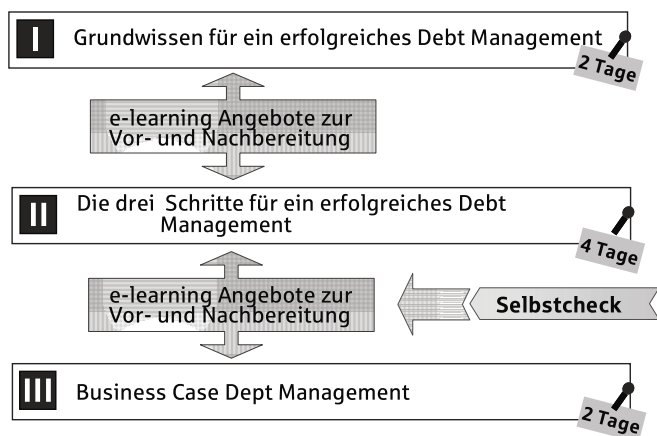 I Grundwissen für ein erfolgreiches Debt Management
2 Tage
e-learning Angebote zur
Vor- und Nachbereitung
II Die drei Schritte für ein erfolgreiches Debt
Management
4 Tage
e-learning Angebote zur
Vor- und Nachbereitung
Selbstcheck
III Business Case Dept Management
2 Tage